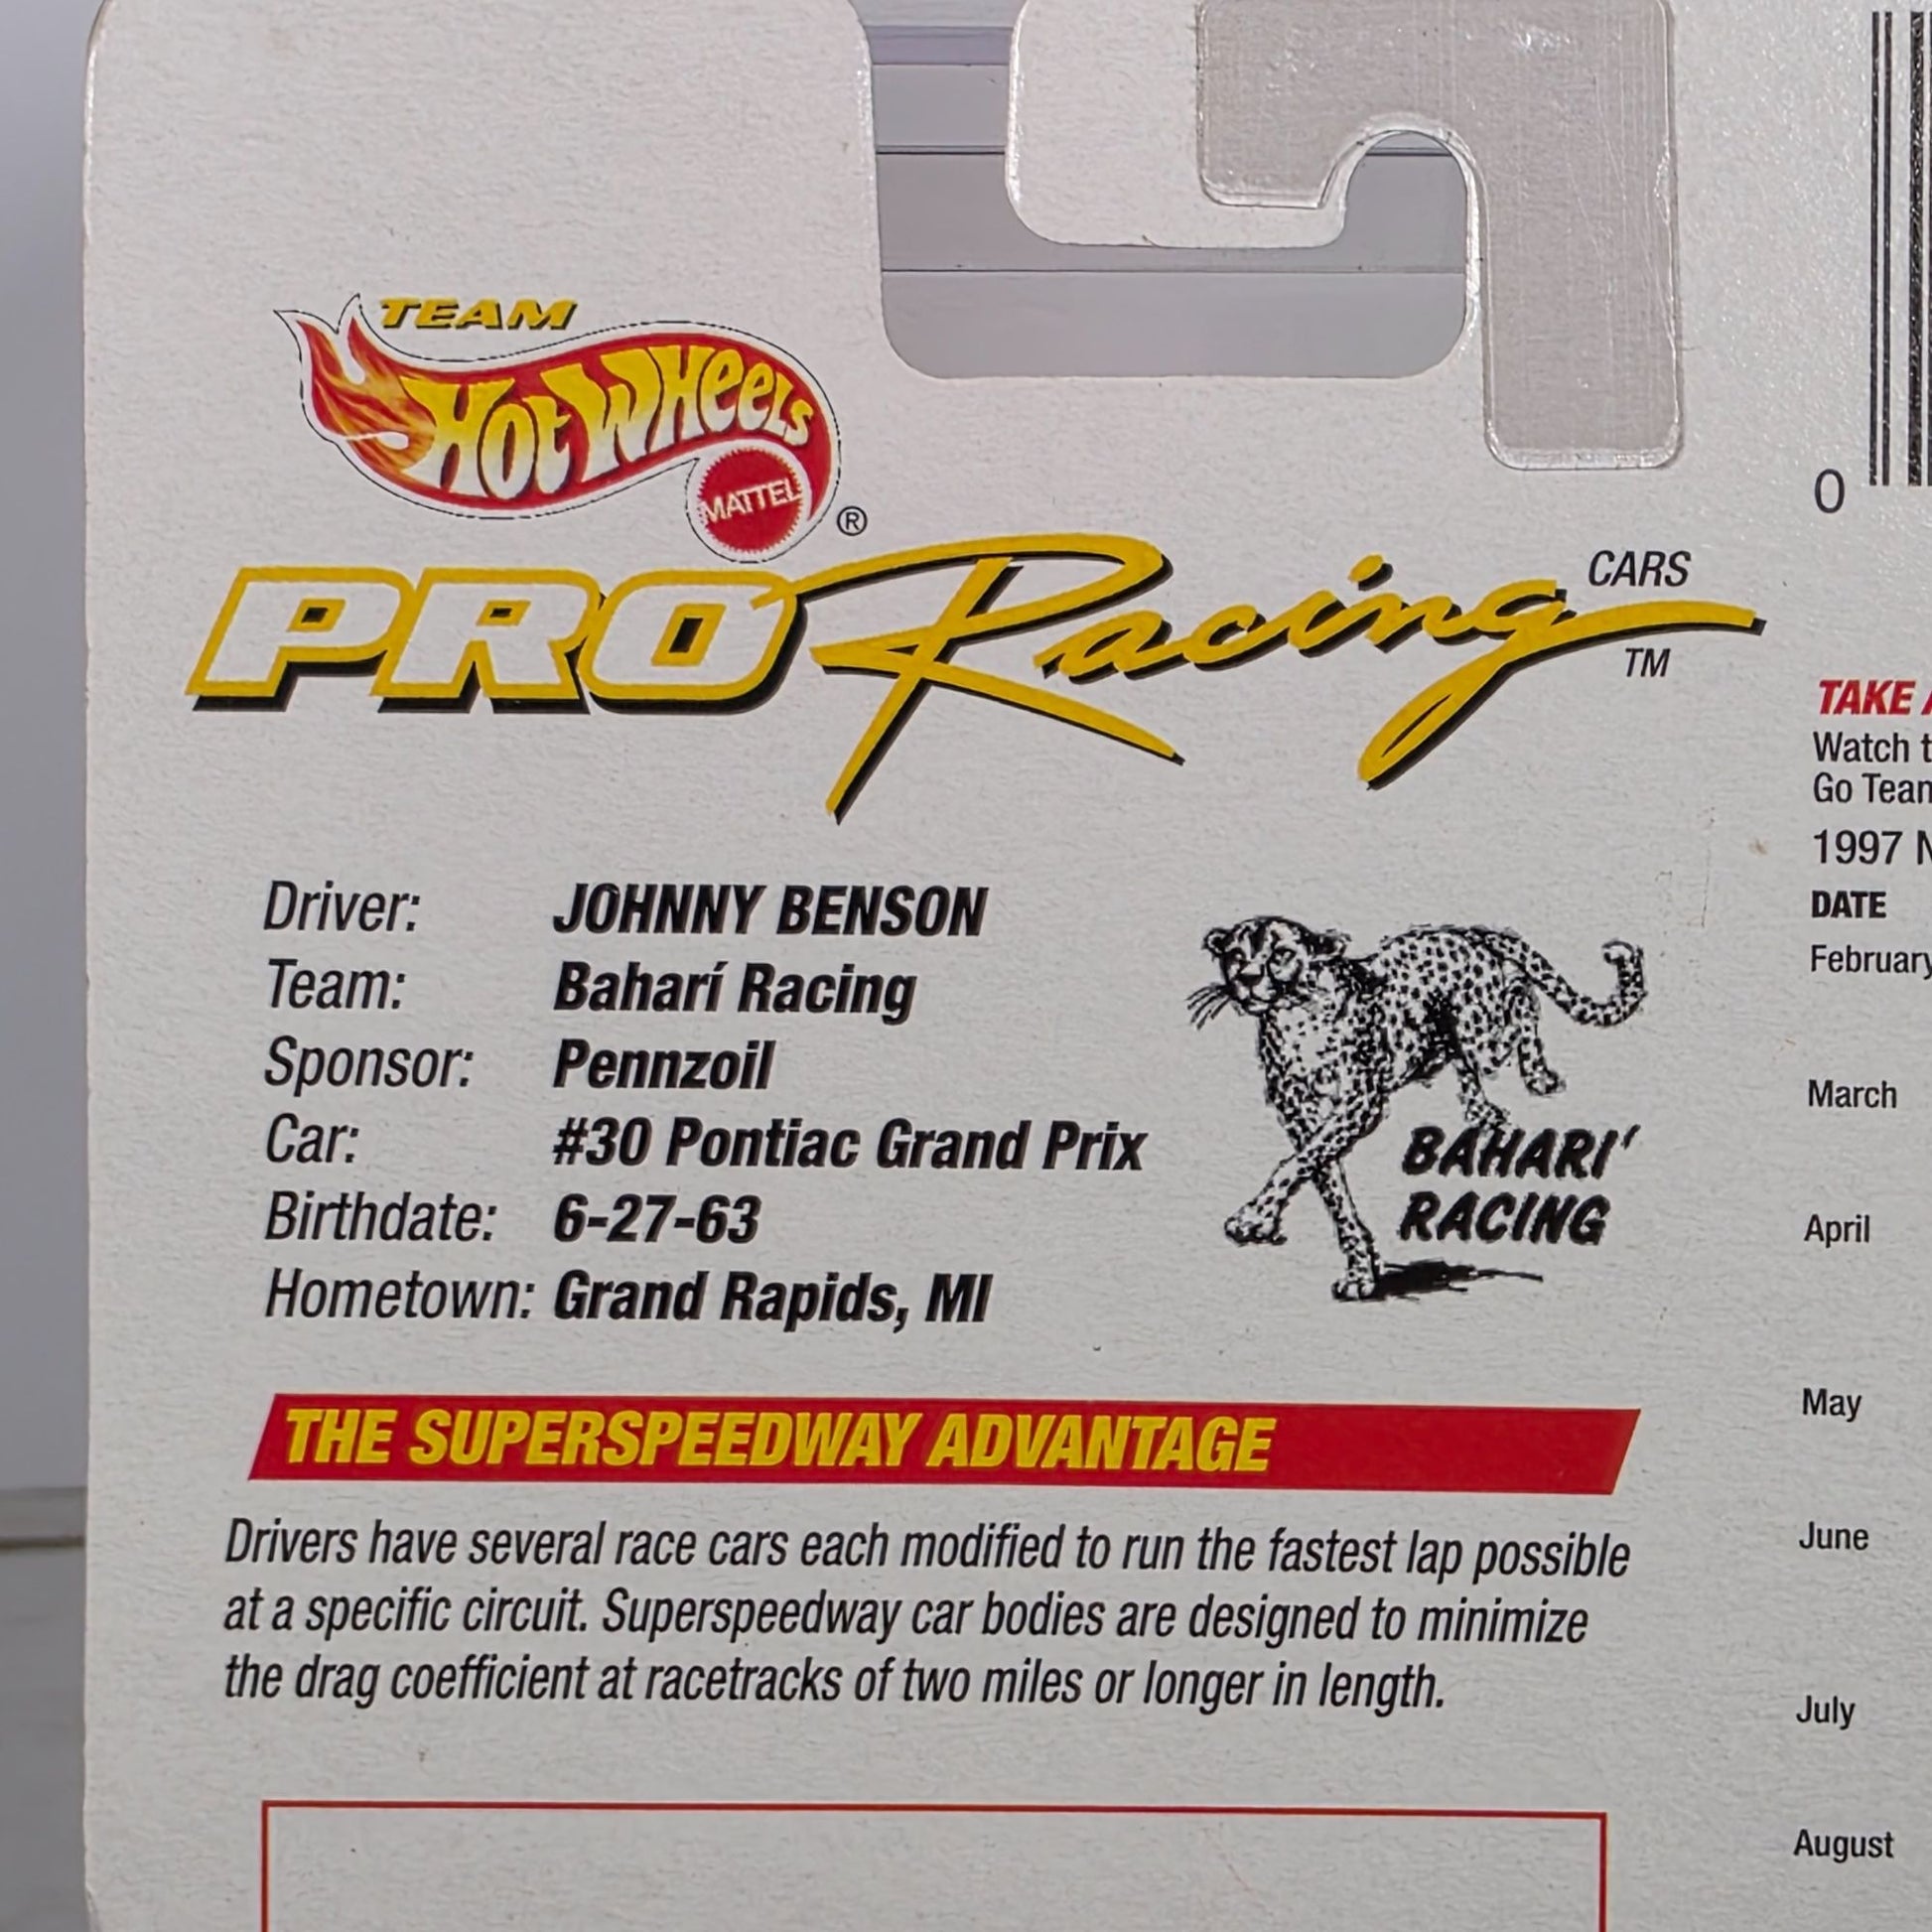 TEAM
Hot Wheels
MATTEL
®
PRO Racing
CARS
TM
Driver: JOHNNY BENSON
Team: Baharí Racing
Sponsor: Pennzoil
Car: #30 Pontiac Grand Prix
Birthdate: 6-27-63
Hometown: Grand Rapids, MI
BAHARI'
RACING
THE SUPERSPEEDWAY ADVANTAGE
Drivers have several race cars each modified to run the fastest lap possible
at a specific circuit. Superspeedway car bodies are designed to minimize
the drag coefficient at racetracks of two miles or longer in length.
0
TAKE
Watch
Go
1997
DATE
February
March
April
May
June
July
August